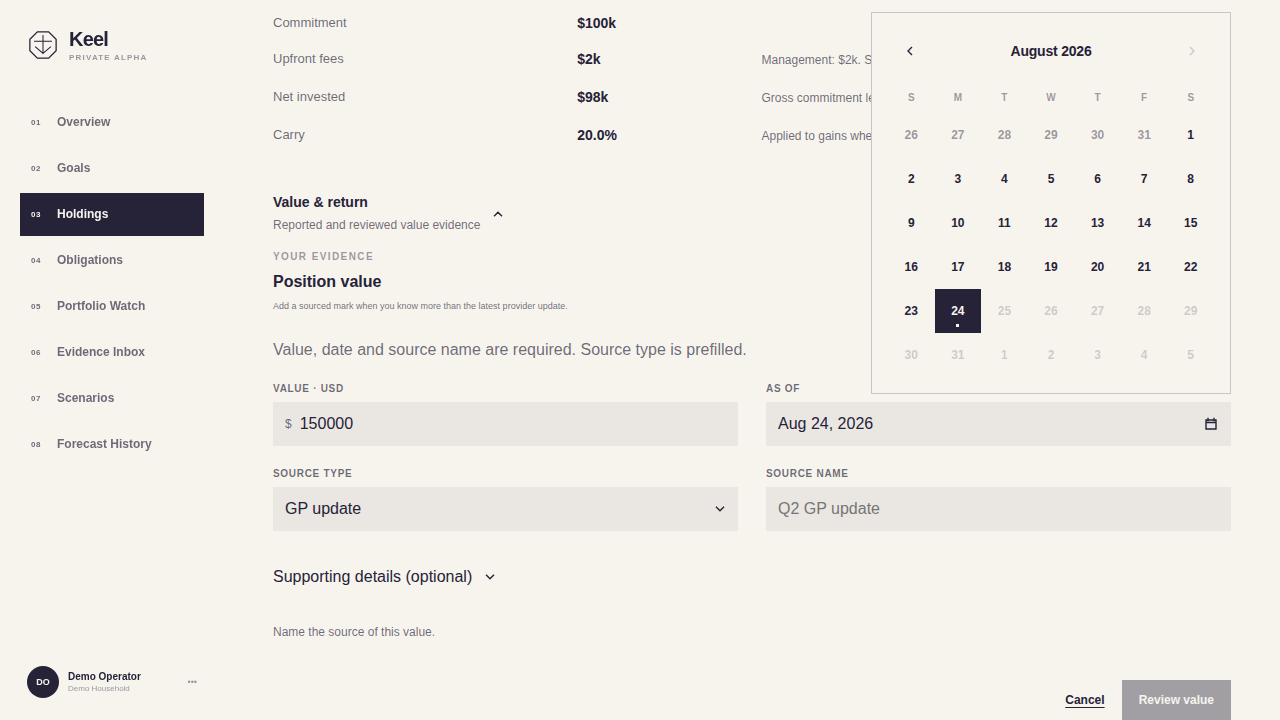 Keel
PRIVATE ALPHA
01 Overview
02 Goals
03 Holdings
04 Obligations
05 Portfolio Watch
06 Evidence Inbox
07 Scenarios
08 Forecast History
DO
Demo Operator
Demo Household
Commitment $100k
Upfront fees $2k Management: $2k. S
Net invested $98k Gross commitment le
Carry 20.0% Applied to gains whe
Value & return
Reported and reviewed value evidence
YOUR EVIDENCE
Position value
Add a sourced mark when you know more than the latest provider update.
Value, date and source name are required. Source type is prefilled.
August 2026
S M T W T F S
26 27 28 29 30 31 1
2 3 4 5 6 7 8
9 10 11 12 13 14 15
16 17 18 19 20 21 22
23 24 25 26 27 28 29
30 31 1 2 3 4 5
VALUE · USD
$ 150000
AS OF
Aug 24, 2026
SOURCE TYPE
GP update
SOURCE NAME
Q2 GP update
Supporting details (optional)
Name the source of this value.
Cancel
Review value